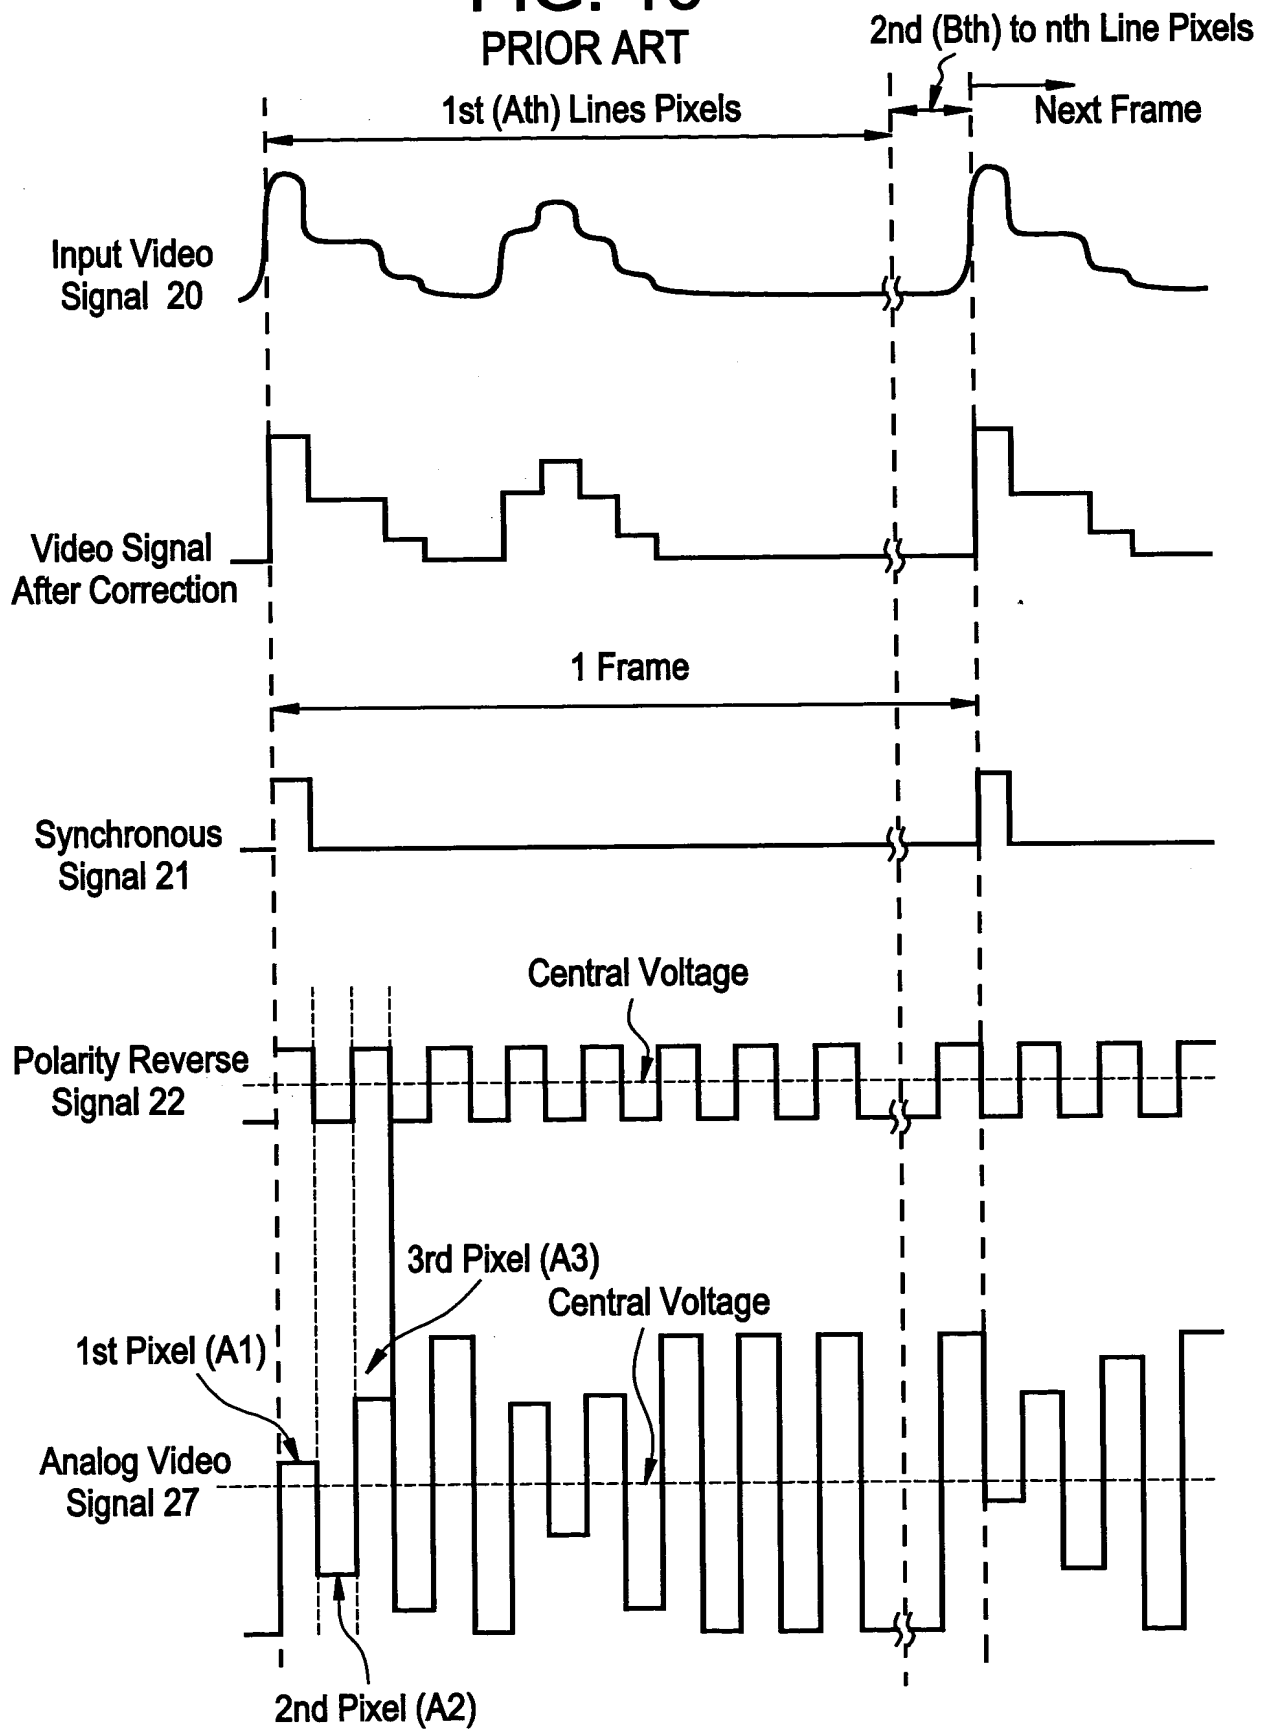 PRIOR ART
2nd (Bth) to nth Line Pixels
1st (Ath) Lines Pixels
Next Frame
Input Video
Signal 20
Video Signal
After Correction
1 Frame
Synchronous
Signal 21
Central Voltage
Polarity Reverse
Signal 22
3rd Pixel (A3)
Central Voltage
1st Pixel (A1)
Analog Video
Signal 27
2nd Pixel (A2)